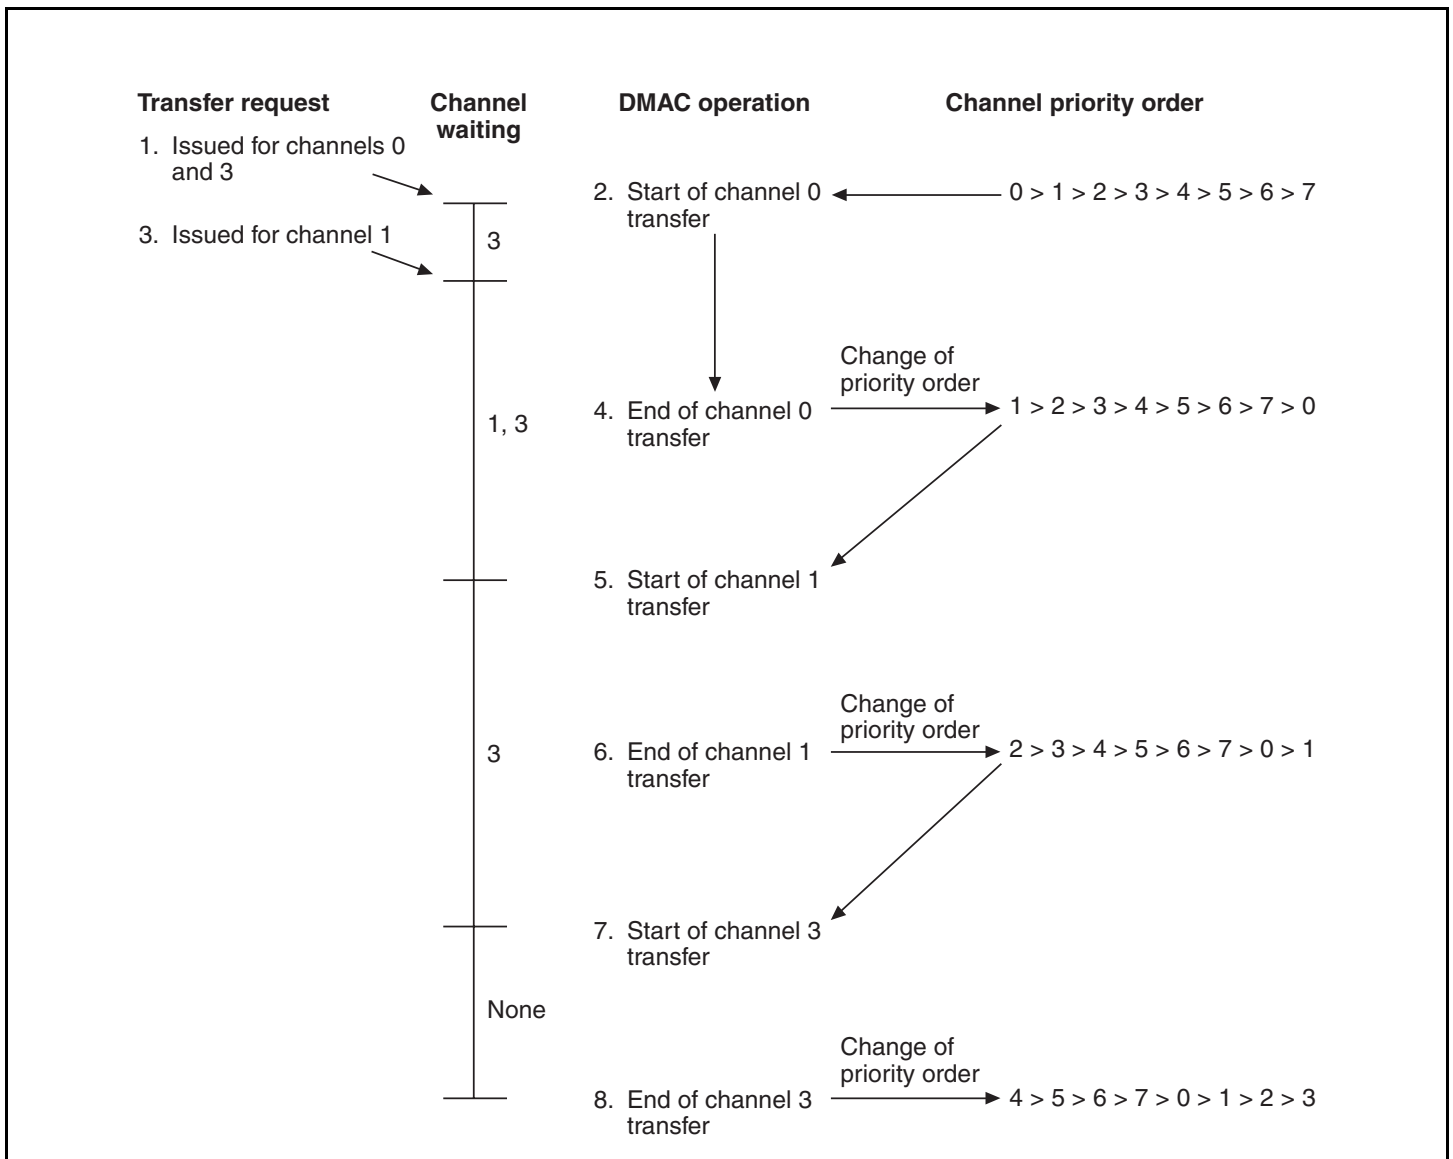 Transfer request
Channel
waiting
DMAC operation
Channel priority order
1. Issued for channels 0
and 3
2. Start of channel 0
transfer
0 > 1 > 2 > 3 > 4 > 5 > 6 > 7
3. Issued for channel 1
3
Change of
priority order
4. End of channel 0
transfer
1 > 2 > 3 > 4 > 5 > 6 > 7 > 0
1, 3
5. Start of channel 1
transfer
Change of
priority order
3
6. End of channel 1
transfer
2 > 3 > 4 > 5 > 6 > 7 > 0 > 1
7. Start of channel 3
transfer
None
Change of
priority order
8. End of channel 3
transfer
4 > 5 > 6 > 7 > 0 > 1 > 2 > 3